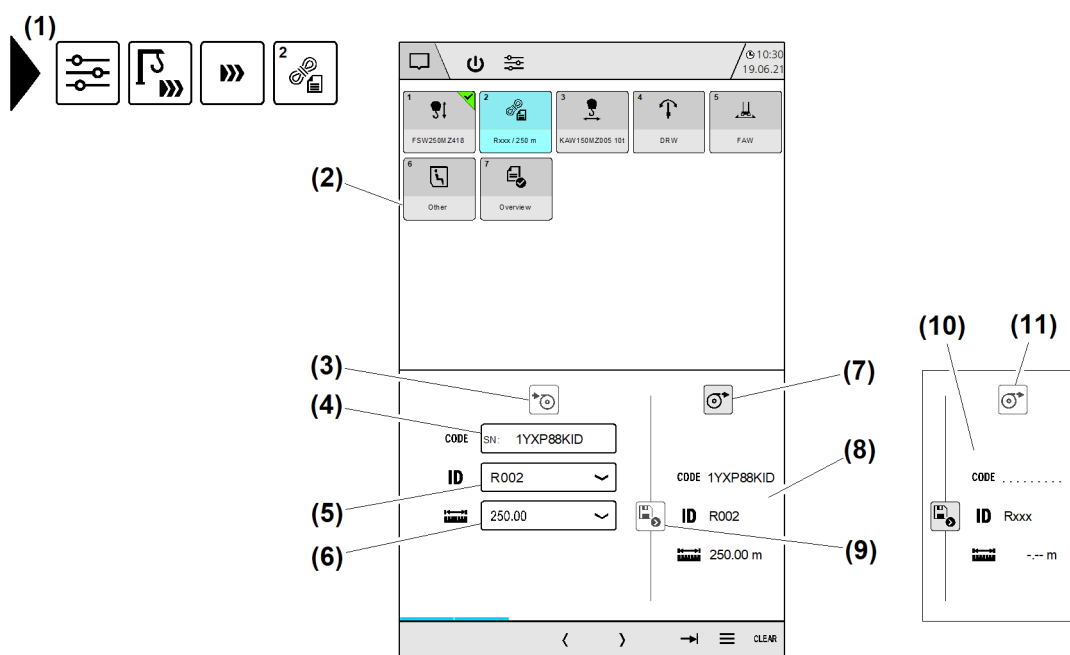 (1)
2
10:30
19.06.21
1
FSW250MZ418
2
Rxxx / 250 m
3
KAW150MZ005 10t
4
DRW
5
FAW
6
Other
7
Overview
(2)
(3)
(4)
(5)
(6)
CODE
SN: 1YXP88KID
ID
R002
250.00
(7)
CODE 1YXP88KID
(8)
ID R002
(9)
250.00 m
CLEAR
(10)
(11)
CODE .........
ID Rxxx
-.-- m